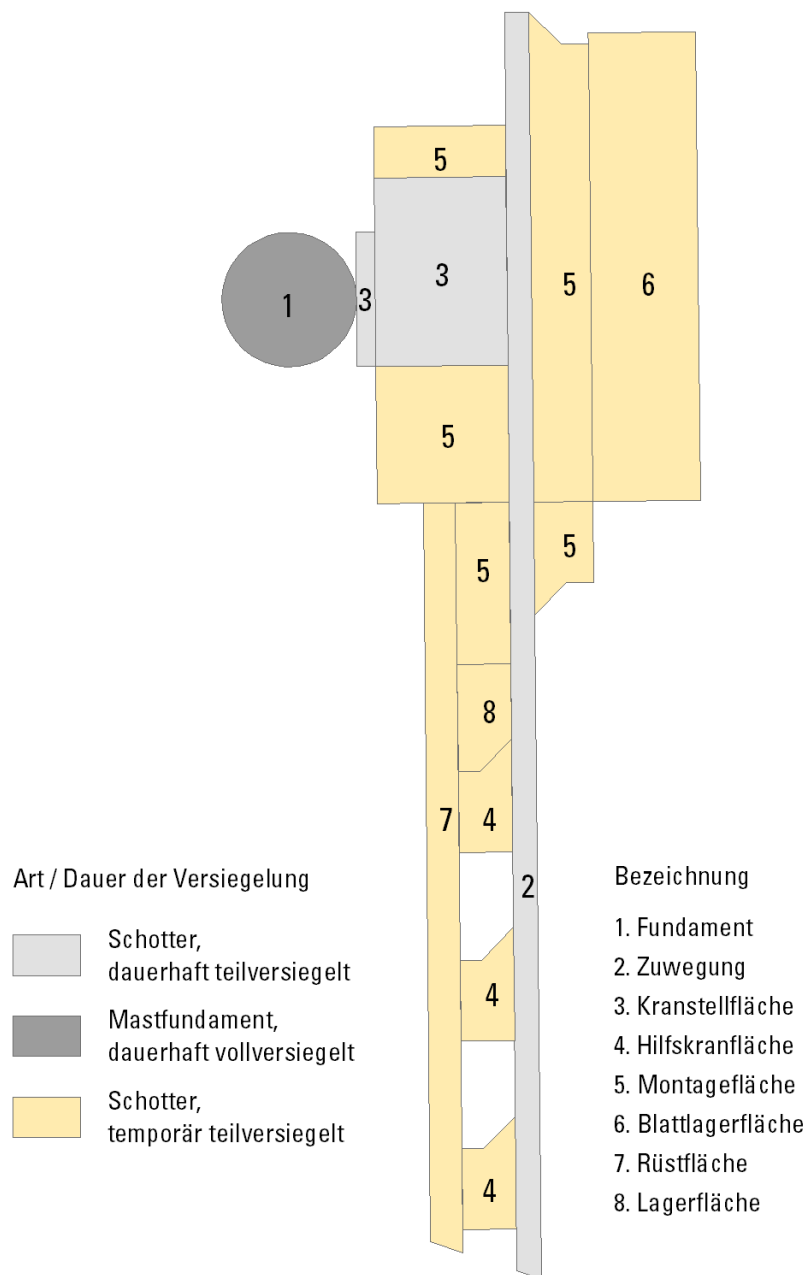 5
3
3
1
5
6
5
5
5
8
7
4
2
4
4
Art / Dauer der Versiegelung
Schotter,
dauerhaft teilversiegelt
Mastfundament,
dauerhaft vollversiegelt
Schotter,
temporär teilversiegelt
Bezeichnung
1. Fundament
2. Zuwegung
3. Kranstellfläche
4. Hilfskranfläche
5. Montagefläche
6. Blattlagerfläche
7. Rüstfläche
8. Lagerfläche